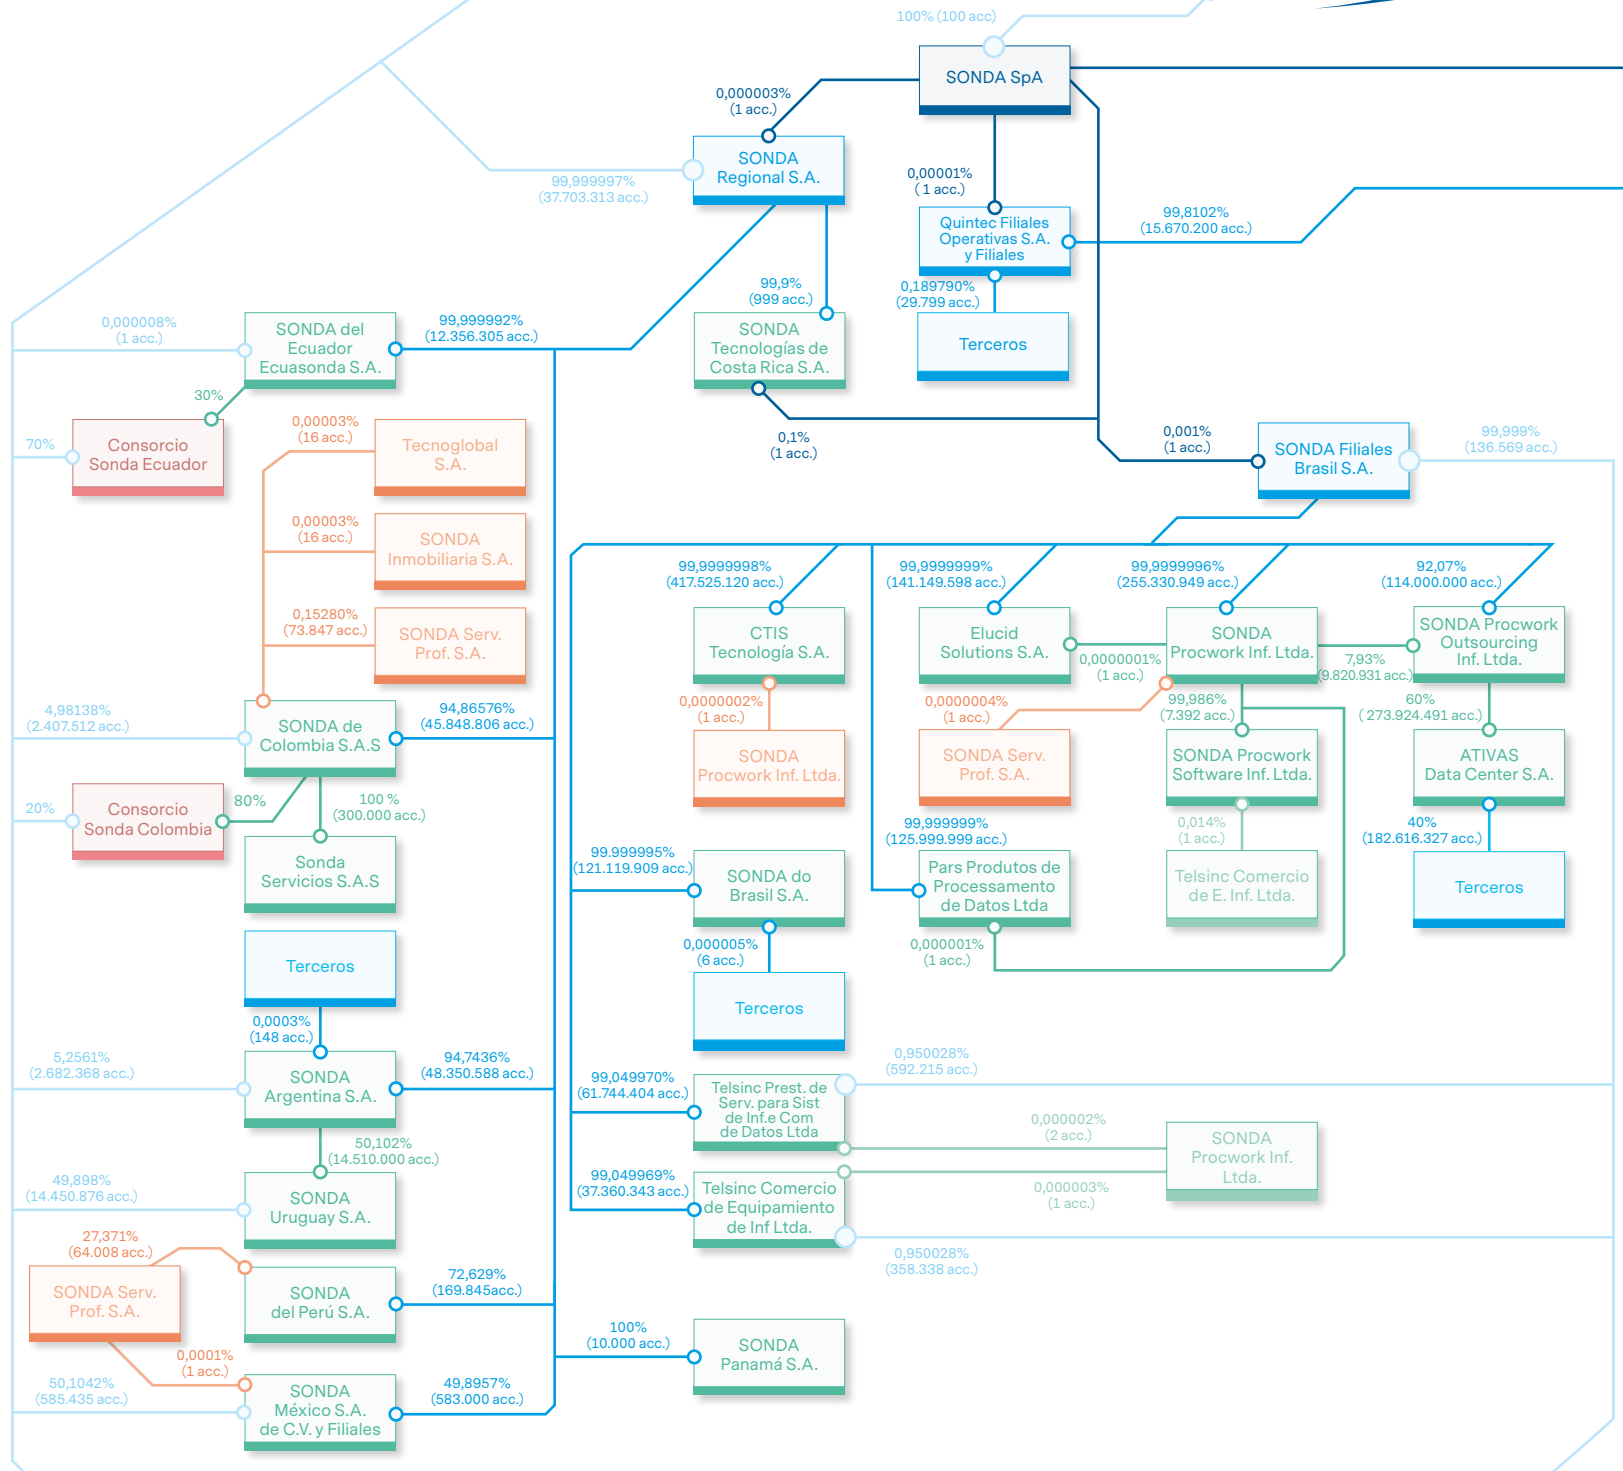 100% (100 acc)
SONDA SpA
0,000003%
(1 acc.)
SONDA
Regional S.A.
99,999997%
(37.703.313 acc.)
0,00001%
( 1 acc.)
Quintec Filiales
Operativas S.A.
y Filiales
99,8102%
(15.670.200 acc.)
0,189790%
(29.799 acc.)
Terceros
99,9%
(999 acc.)
SONDA
Tecnologías de
Costa Rica S.A.
0,1%
(1 acc.)
0,000008%
(1 acc.)
SONDA del
Ecuador
Ecuasonda S.A.
99,999992%
(12.356.305 acc.)
30%
70%
Consorcio
Sonda Ecuador
0,00003%
(16 acc.)
Tecnoglobal
S.A.
0,00003%
(16 acc.)
SONDA
Inmobiliaria S.A.
0,15280%
(73.847 acc.)
SONDA Serv.
Prof. S.A.
4,98138%
(2.407.512 acc.)
SONDA de
Colombia S.A.S
94,86576%
(45.848.806 acc.)
20%
Consorcio
Sonda Colombia
80%
100 %
(300.000 acc.)
Sonda
Servicios S.A.S
Terceros
0,0003%
(148 acc.)
5,2561%
(2.682.368 acc.)
SONDA
Argentina S.A.
94,7436%
(48.350.588 acc.)
50,102%
(14.510.000 acc.)
49,898%
(14.450.876 acc.)
SONDA
Uruguay S.A.
27,371%
(64.008 acc.)
SONDA Serv.
Prof. S.A.
SONDA
del Perú S.A.
72,629%
(169.845acc.)
0,0001%
(1 acc.)
50,1042%
(585.435 acc.)
SONDA
México S.A.
de C.V. y Filiales
49,8957%
(583.000 acc.)
100%
(10.000 acc.)
SONDA
Panamá S.A.
0,001%
(1 acc.)
SONDA Filiales
Brasil S.A.
99,999%
(136.569 acc.)
99,9999998%
(417.525.120 acc.)
CTIS
Tecnología S.A.
0,0000002%
(1 acc.)
SONDA
Procwork Inf. Ltda.
99,9999999%
(141.149.598 acc.)
Elucid
Solutions S.A.
0,0000001%
(1 acc.)
99,9999996%
(255.330.949 acc.)
SONDA
Procwork Inf. Ltda.
0,0000004%
(1 acc.)
SONDA Serv.
Prof. S.A.
92,07%
(114.000.000 acc.)
SONDA Procwork
Outsourcing
Inf. Ltda.
7,93%
(9.820.931 acc.)
99,986%
(7.392 acc.)
SONDA Procwork
Software Inf. Ltda.
0,014%
(1 acc.)
Telsinc Comercio
de E. Inf. Ltda.
60%
( 273.924.491 acc.)
ATIVAS
Data Center S.A.
40%
(182.616.327 acc.)
Terceros
99.999995%
(121.119.909 acc.)
SONDA do
Brasil S.A.
0,000005%
(6 acc.)
Terceros
99,999999%
(125.999.999 acc.)
Pars Produtos de
Processamento
de Datos Ltda
0,000001%
(1 acc.)
99,049970%
(61.744.404 acc.)
Telsinc Prest. de
Serv. para Sist
de Inf.e Com
de Datos Ltda
0,950028%
(592.215 acc.)
0,000002%
(2 acc.)
SONDA
Procwork Inf.
Ltda.
99,049969%
(37.360.343 acc.)
Telsinc Comercio
de Equipamiento
de Inf Ltda.
0,000003%
(1 acc.)
0,950028%
(358.338 acc.)